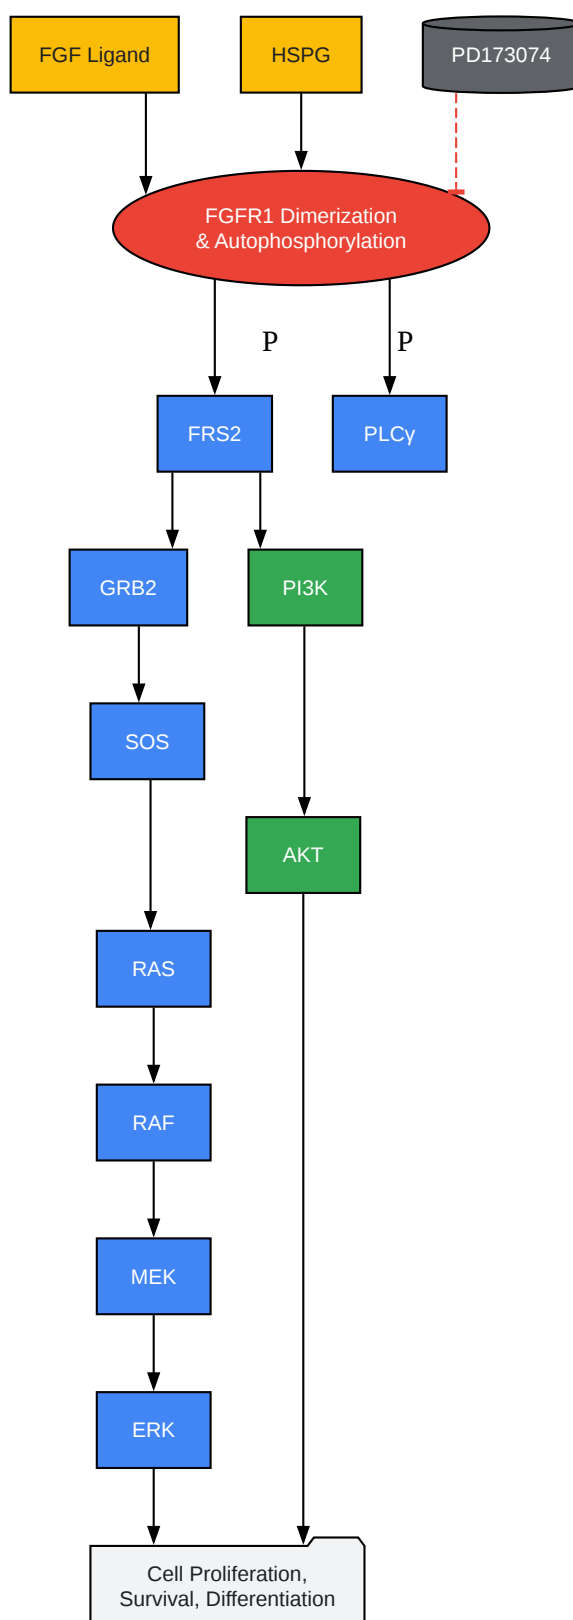 FGF Ligand
HSPG
PD173074
FGFR1 Dimerization
& Autophosphorylation
P
P
FRS2
PLCγ
GRB2
PI3K
SOS
AKT
RAS
RAF
MEK
ERK
Cell Proliferation,
Survival, Differentiation